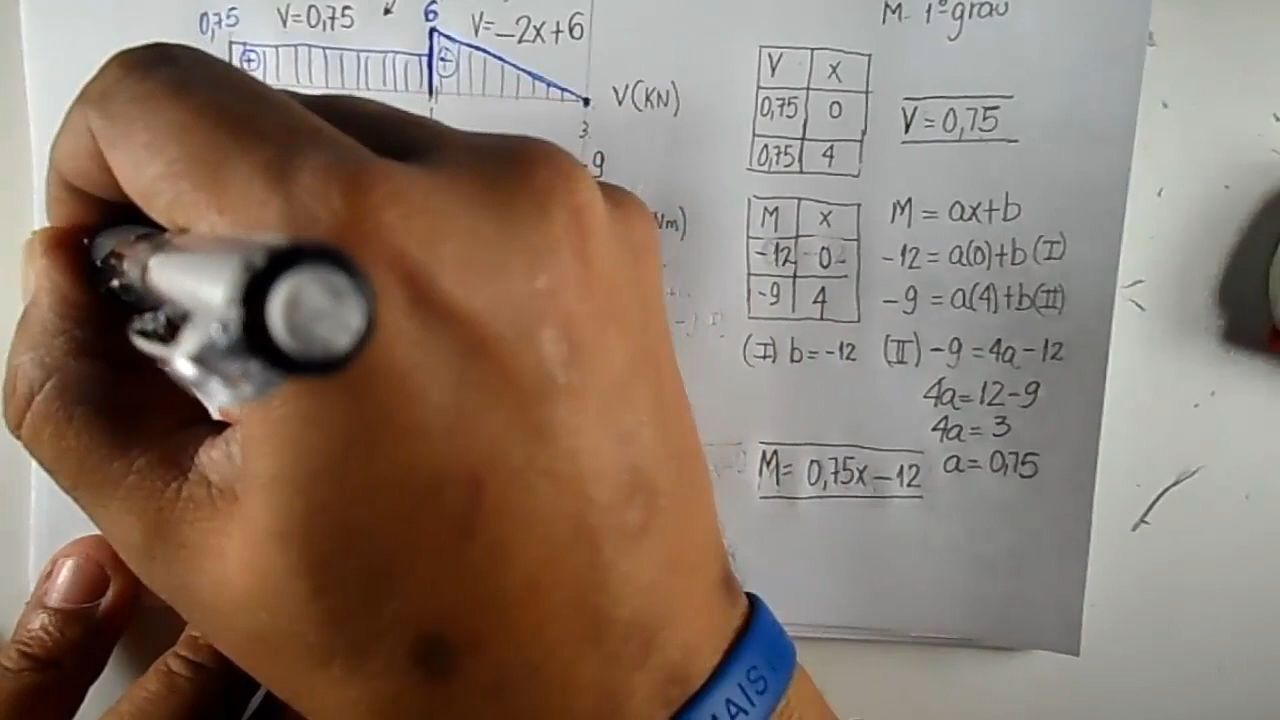 0,75 V=0,75 6 V=-2x+6
V(KN)
3
-9
M 1º grau
V X
0,75 0
0,75 4
V=0,75
M X
-12 0
-9 4
M = ax+b
-12 = a(0)+b (I)
-9 = a(4)+b (II)
(I) b=-12 (II) -9 =4a-12
4a=12-9
4a= 3
a=0,75
M= 0,75x-12